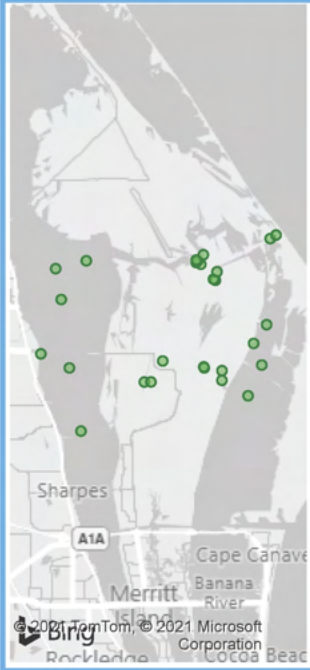 Sharpes
A1A
Cape Canave
Banana
River
Merritt
Island
© 2021 TomTom, © 2021 Microsoft
Corporation
Bing
Rockledge
Cocoa Beac